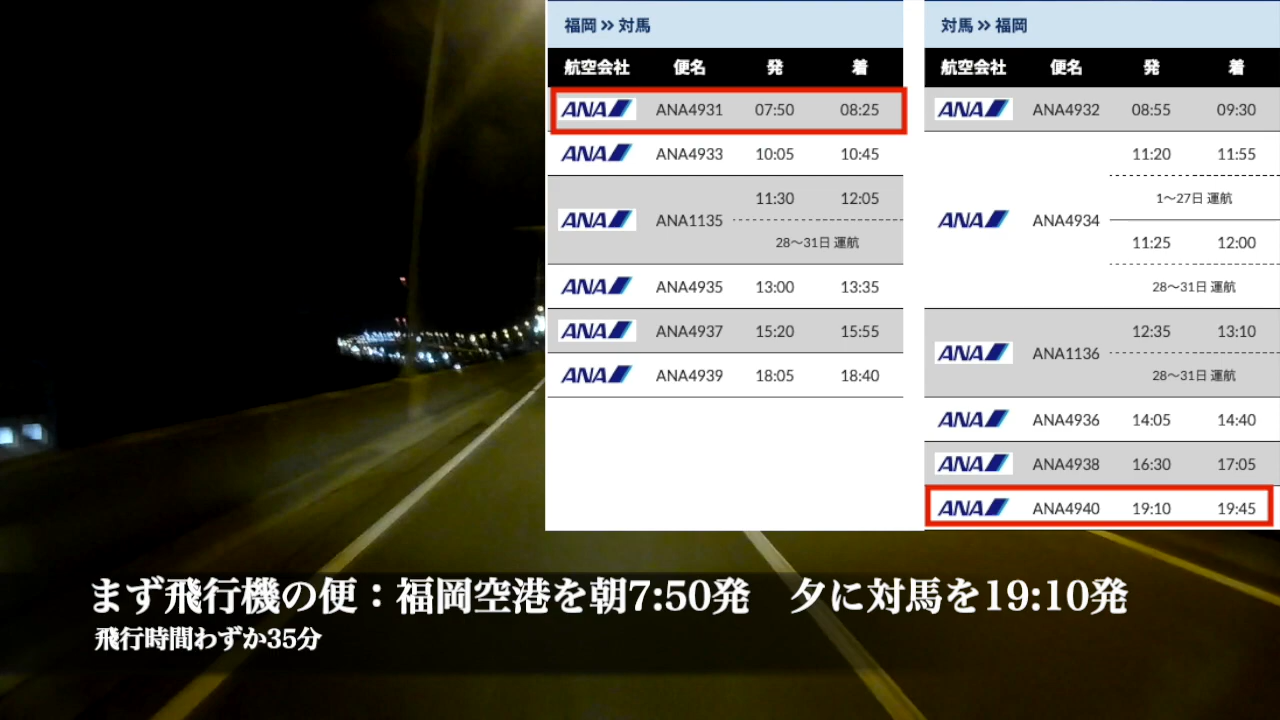 福岡 >> 対馬
航空会社 便名 発 着
ANA ANA4931 07:50 08:25
ANA ANA4933 10:05 10:45
ANA ANA1135 11:30 12:05
28〜31日 運航
ANA ANA4935 13:00 13:35
ANA ANA4937 15:20 15:55
ANA ANA4939 18:05 18:40
対馬 >> 福岡
航空会社 便名 発 着
ANA ANA4932 08:55 09:30
ANA ANA4934 11:20 11:55
1〜27日 運航
11:25 12:00
28〜31日 運航
ANA ANA1136 12:35 13:10
28〜31日 運航
ANA ANA4936 14:05 14:40
ANA ANA4938 16:30 17:05
ANA ANA4940 19:10 19:45
まず飛行機の便：福岡空港を朝7:50発　夕に対馬を19:10発
飛行時間わずか35分